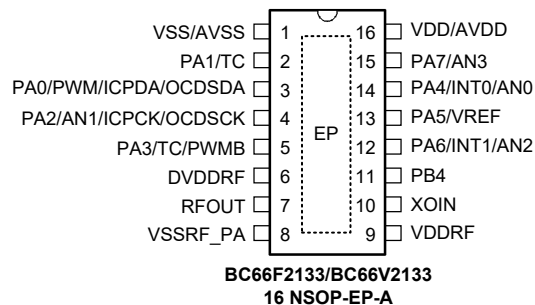 VSS/AVSS 1 16 VDD/AVDD
PA1/TC 2 15 PA7/AN3
PA0/PWM/ICPDA/OCDSDA 3 14 PA4/INT0/AN0
PA2/AN1/ICPCK/OCDSCK 4 13 PA5/VREF
EP
PA3/TC/PWMB 5 12 PA6/INT1/AN2
DVDDRF 6 11 PB4
RFOUT 7 10 XOIN
VSSRF_PA 8 9 VDDRF
BC66F2133/BC66V2133
16 NSOP-EP-A